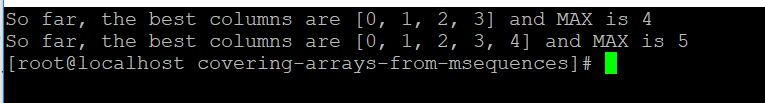 So far, the best columns are [0, 1, 2, 3] and MAX is 4
So far, the best columns are [0, 1, 2, 3, 4] and MAX is 5
[root@localhost covering-arrays-from-msequences]#